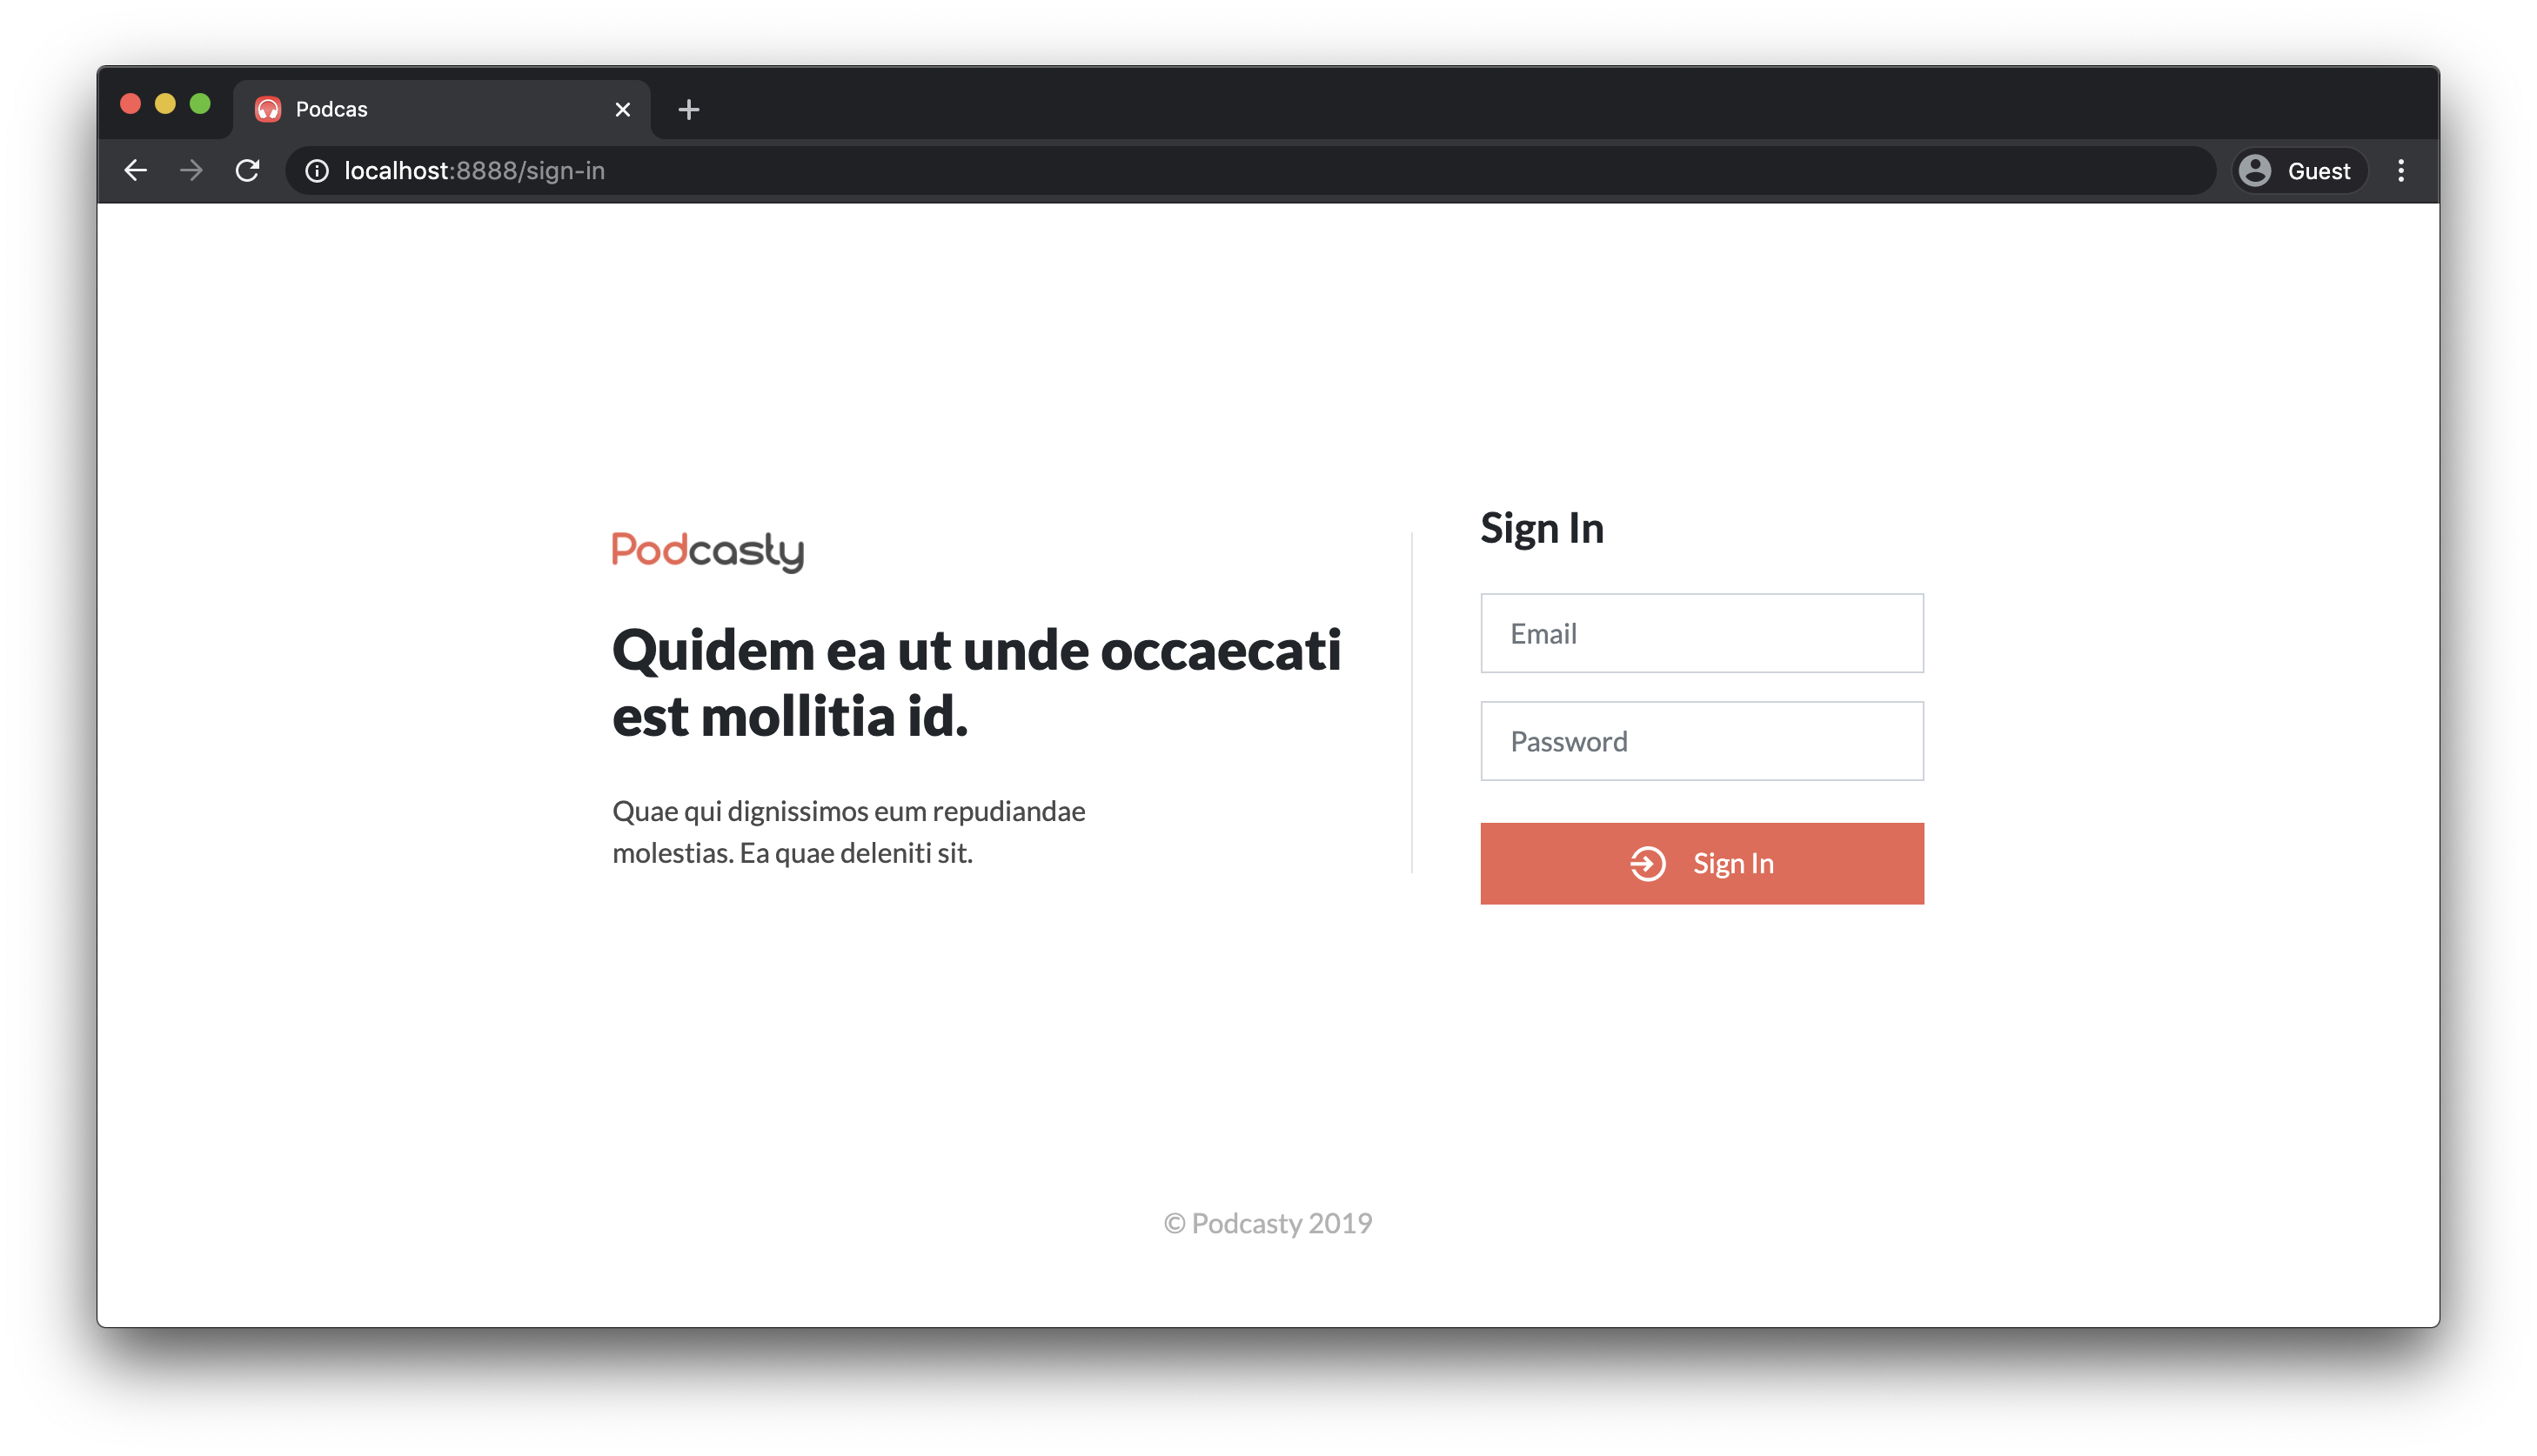 Podcas
localhost:8888/sign-in
Guest
Podcasty
Quidem ea ut unde occaecati
est mollitia id.
Quae qui dignissimos eum repudiandae
molestias. Ea quae deleniti sit.
Sign In
Email
Password
Sign In
© Podcasty 2019